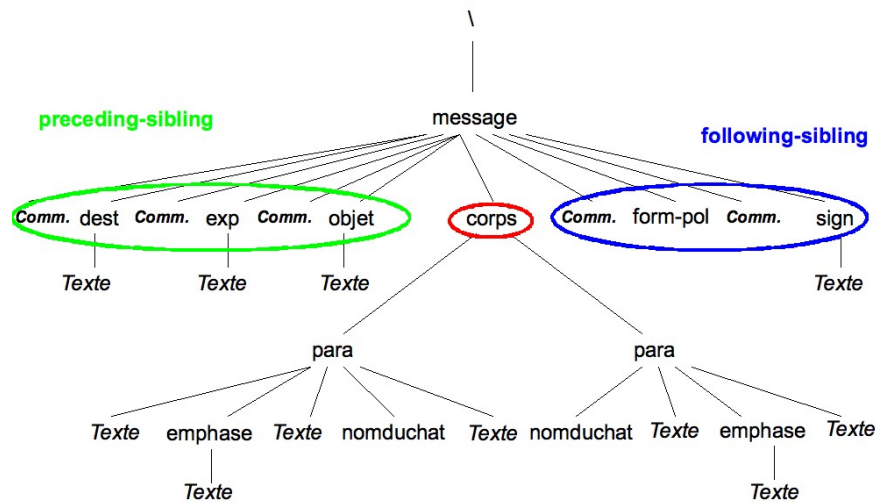 \
message
preceding-sibling
following-sibling
Comm. dest Comm. exp Comm. objet corps Comm. form-pol Comm. sign
Texte Texte Texte Texte
para para
Texte emphase Texte nomduchat Texte nomduchat Texte emphase Texte
Texte Texte